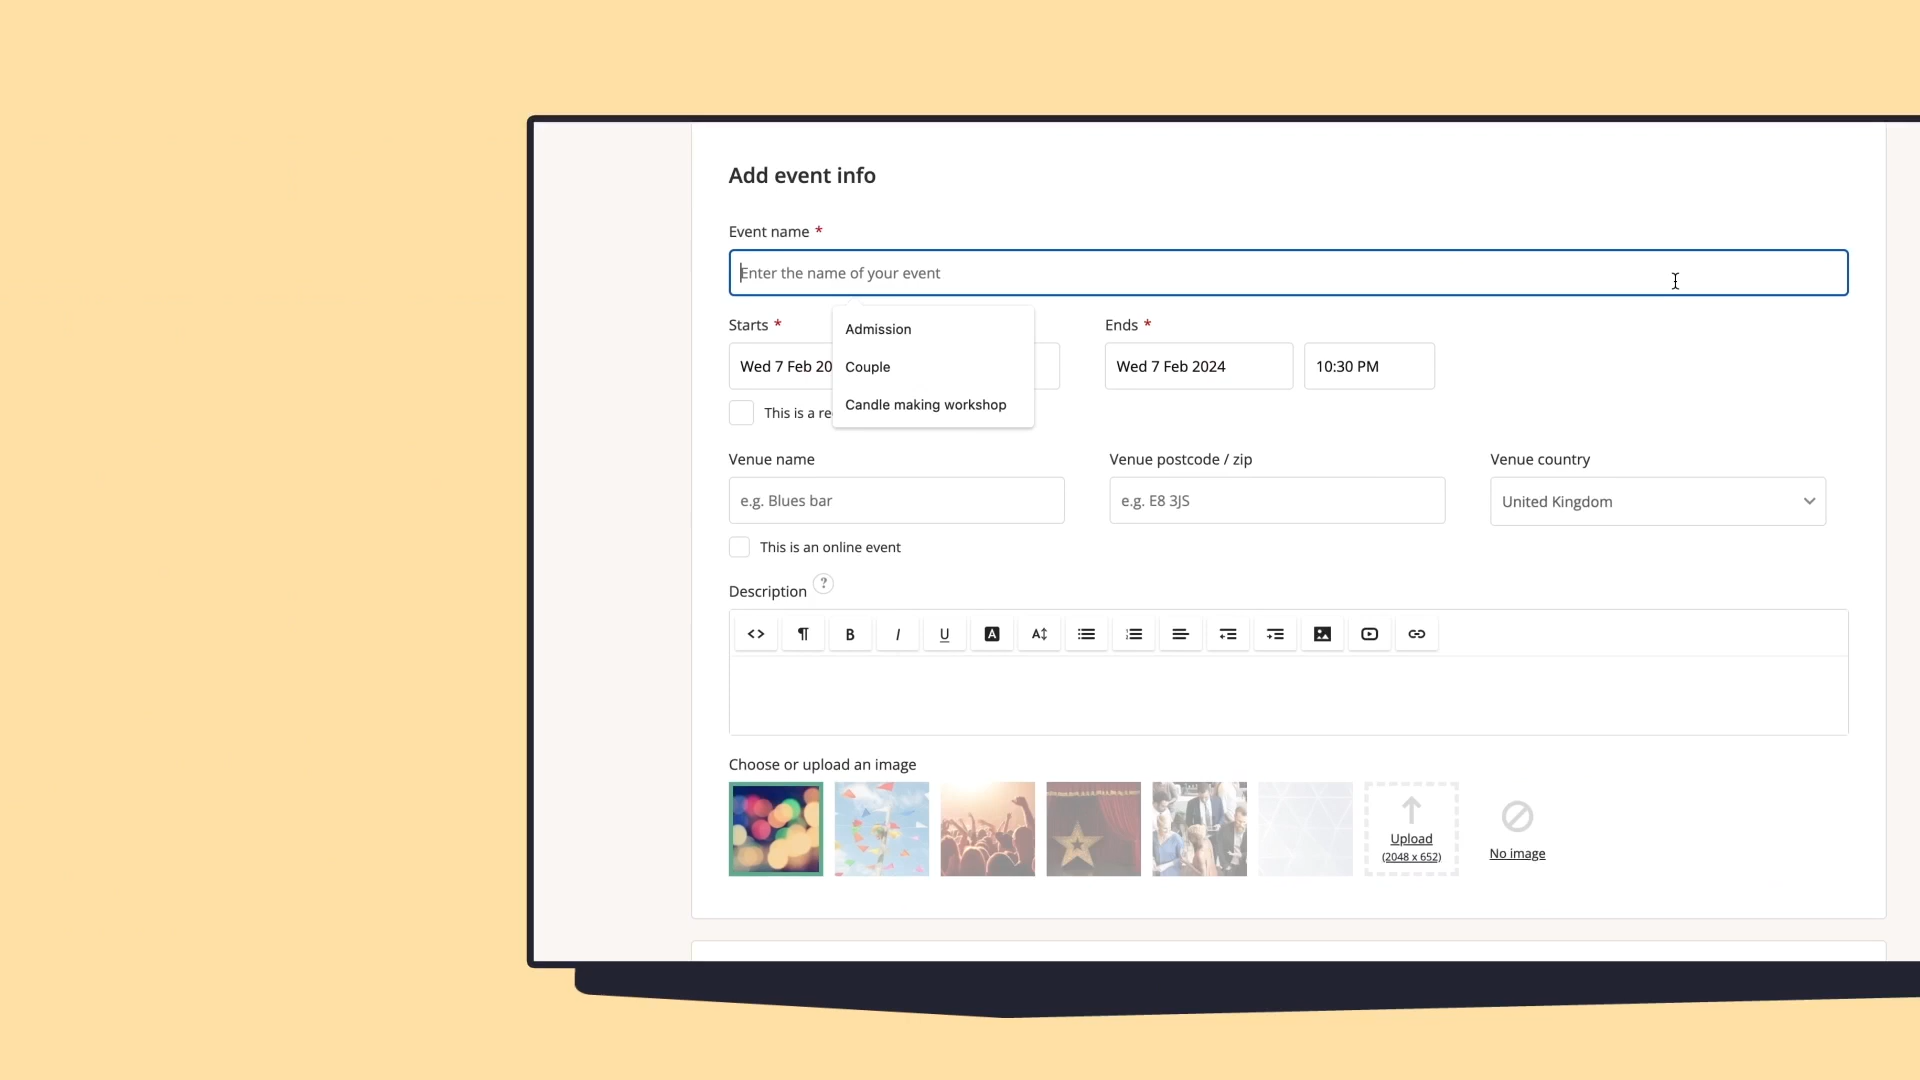 Add event info
Event name *
Enter the name of your event
Admission
Couple
Candle making workshop
Starts *
Ends *
Wed 7 Feb 20
Wed 7 Feb 2024
10:30 PM
This is a re
Venue name
Venue postcode / zip
Venue country
e.g. Blues bar
e.g. E8 3JS
United Kingdom
This is an online event
Description ?
B I U A A
Choose or upload an image
Upload
(2048 x 652)
No image